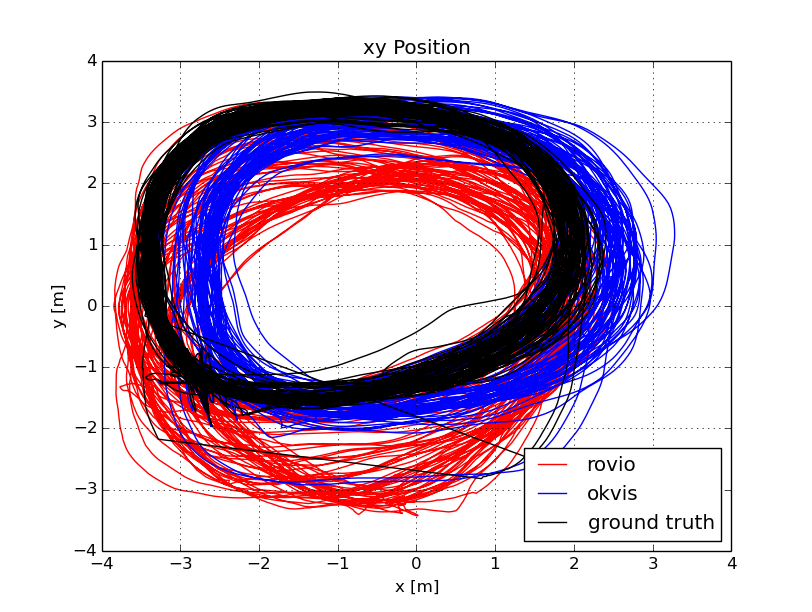 xy Position
4
3
2
1
0
−1
−2
−3
−4
y [m]
−4 −3 −2 −1 0 1 2 3 4
x [m]
rovio
okvis
ground truth